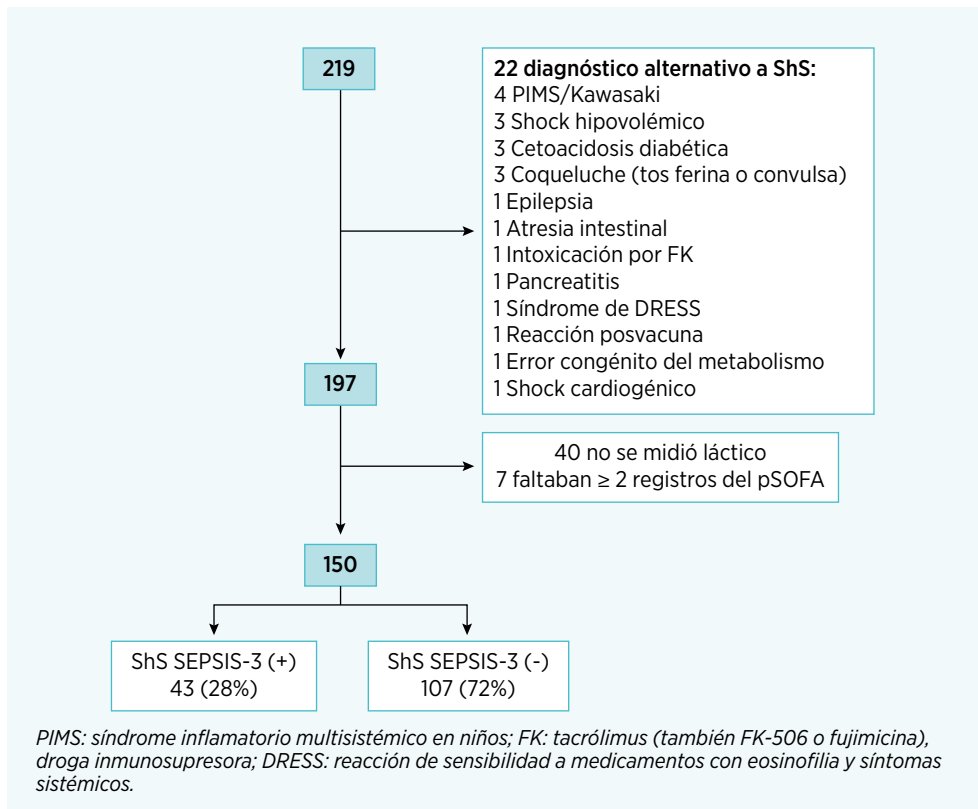 219
22 diagnóstico alternativo a ShS:
4 PIMS/Kawasaki
3 Shock hipovolémico
3 Cetoacidosis diabética
3 Coqueluche (tos ferina o convulsa)
1 Epilepsia
1 Atresia intestinal
1 Intoxicación por FK
1 Pancreatitis
1 Síndrome de DRESS
1 Reacción posvacuna
1 Error congénito del metabolismo
1 Shock cardiogénico
197
40 no se midió láctico
7 faltaban ≥ 2 registros del pSOFA
150
ShS SEPSIS-3 (+)
43 (28%)
ShS SEPSIS-3 (-)
107 (72%)
PIMS: síndrome inflamatorio multisistémico en niños; FK: tacrólimus (también FK-506 o fujimicina),
droga inmunosupresora; DRESS: reacción de sensibilidad a medicamentos con eosinofilia y síntomas
sistémicos.